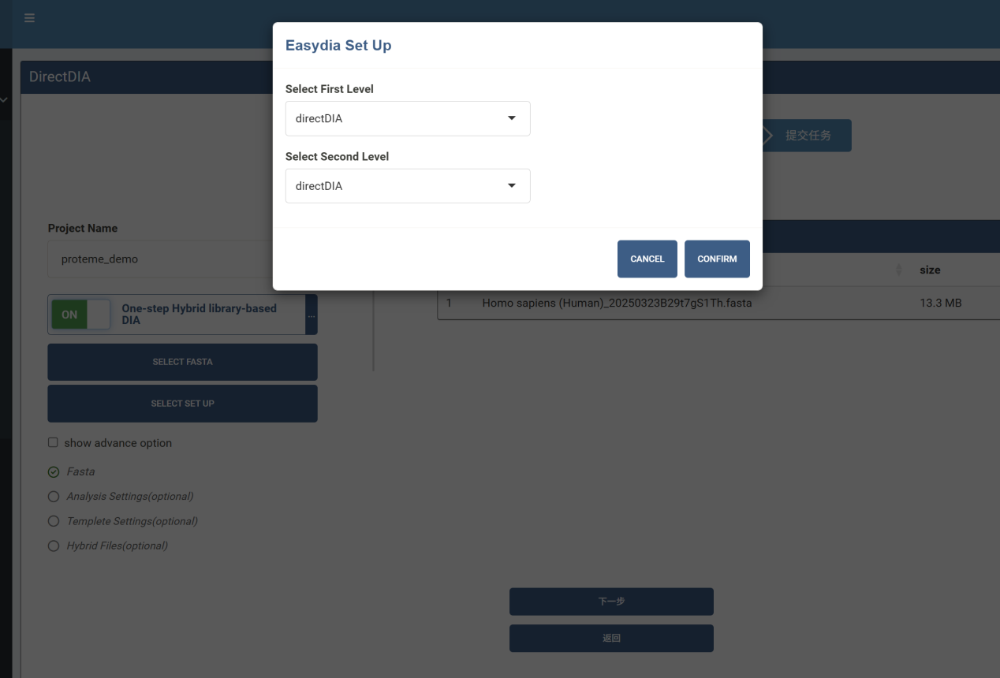 Easydia Set Up
Select First Level
directDIA
Select Second Level
directDIA
CANCEL
CONFIRM
DirectDIA
提交任务
Project Name
proteme_demo
ON
One-step Hybrid library-based
DIA
...
SELECT FASTA
SELECT SET UP
show advance option
Fasta
Analysis Settings(optional)
Templete Settings(optional)
Hybrid Files(optional)
size
1 Homo sapiens (Human)_20250323B29t7gS1Th.fasta 13.3 MB
下一步
返回